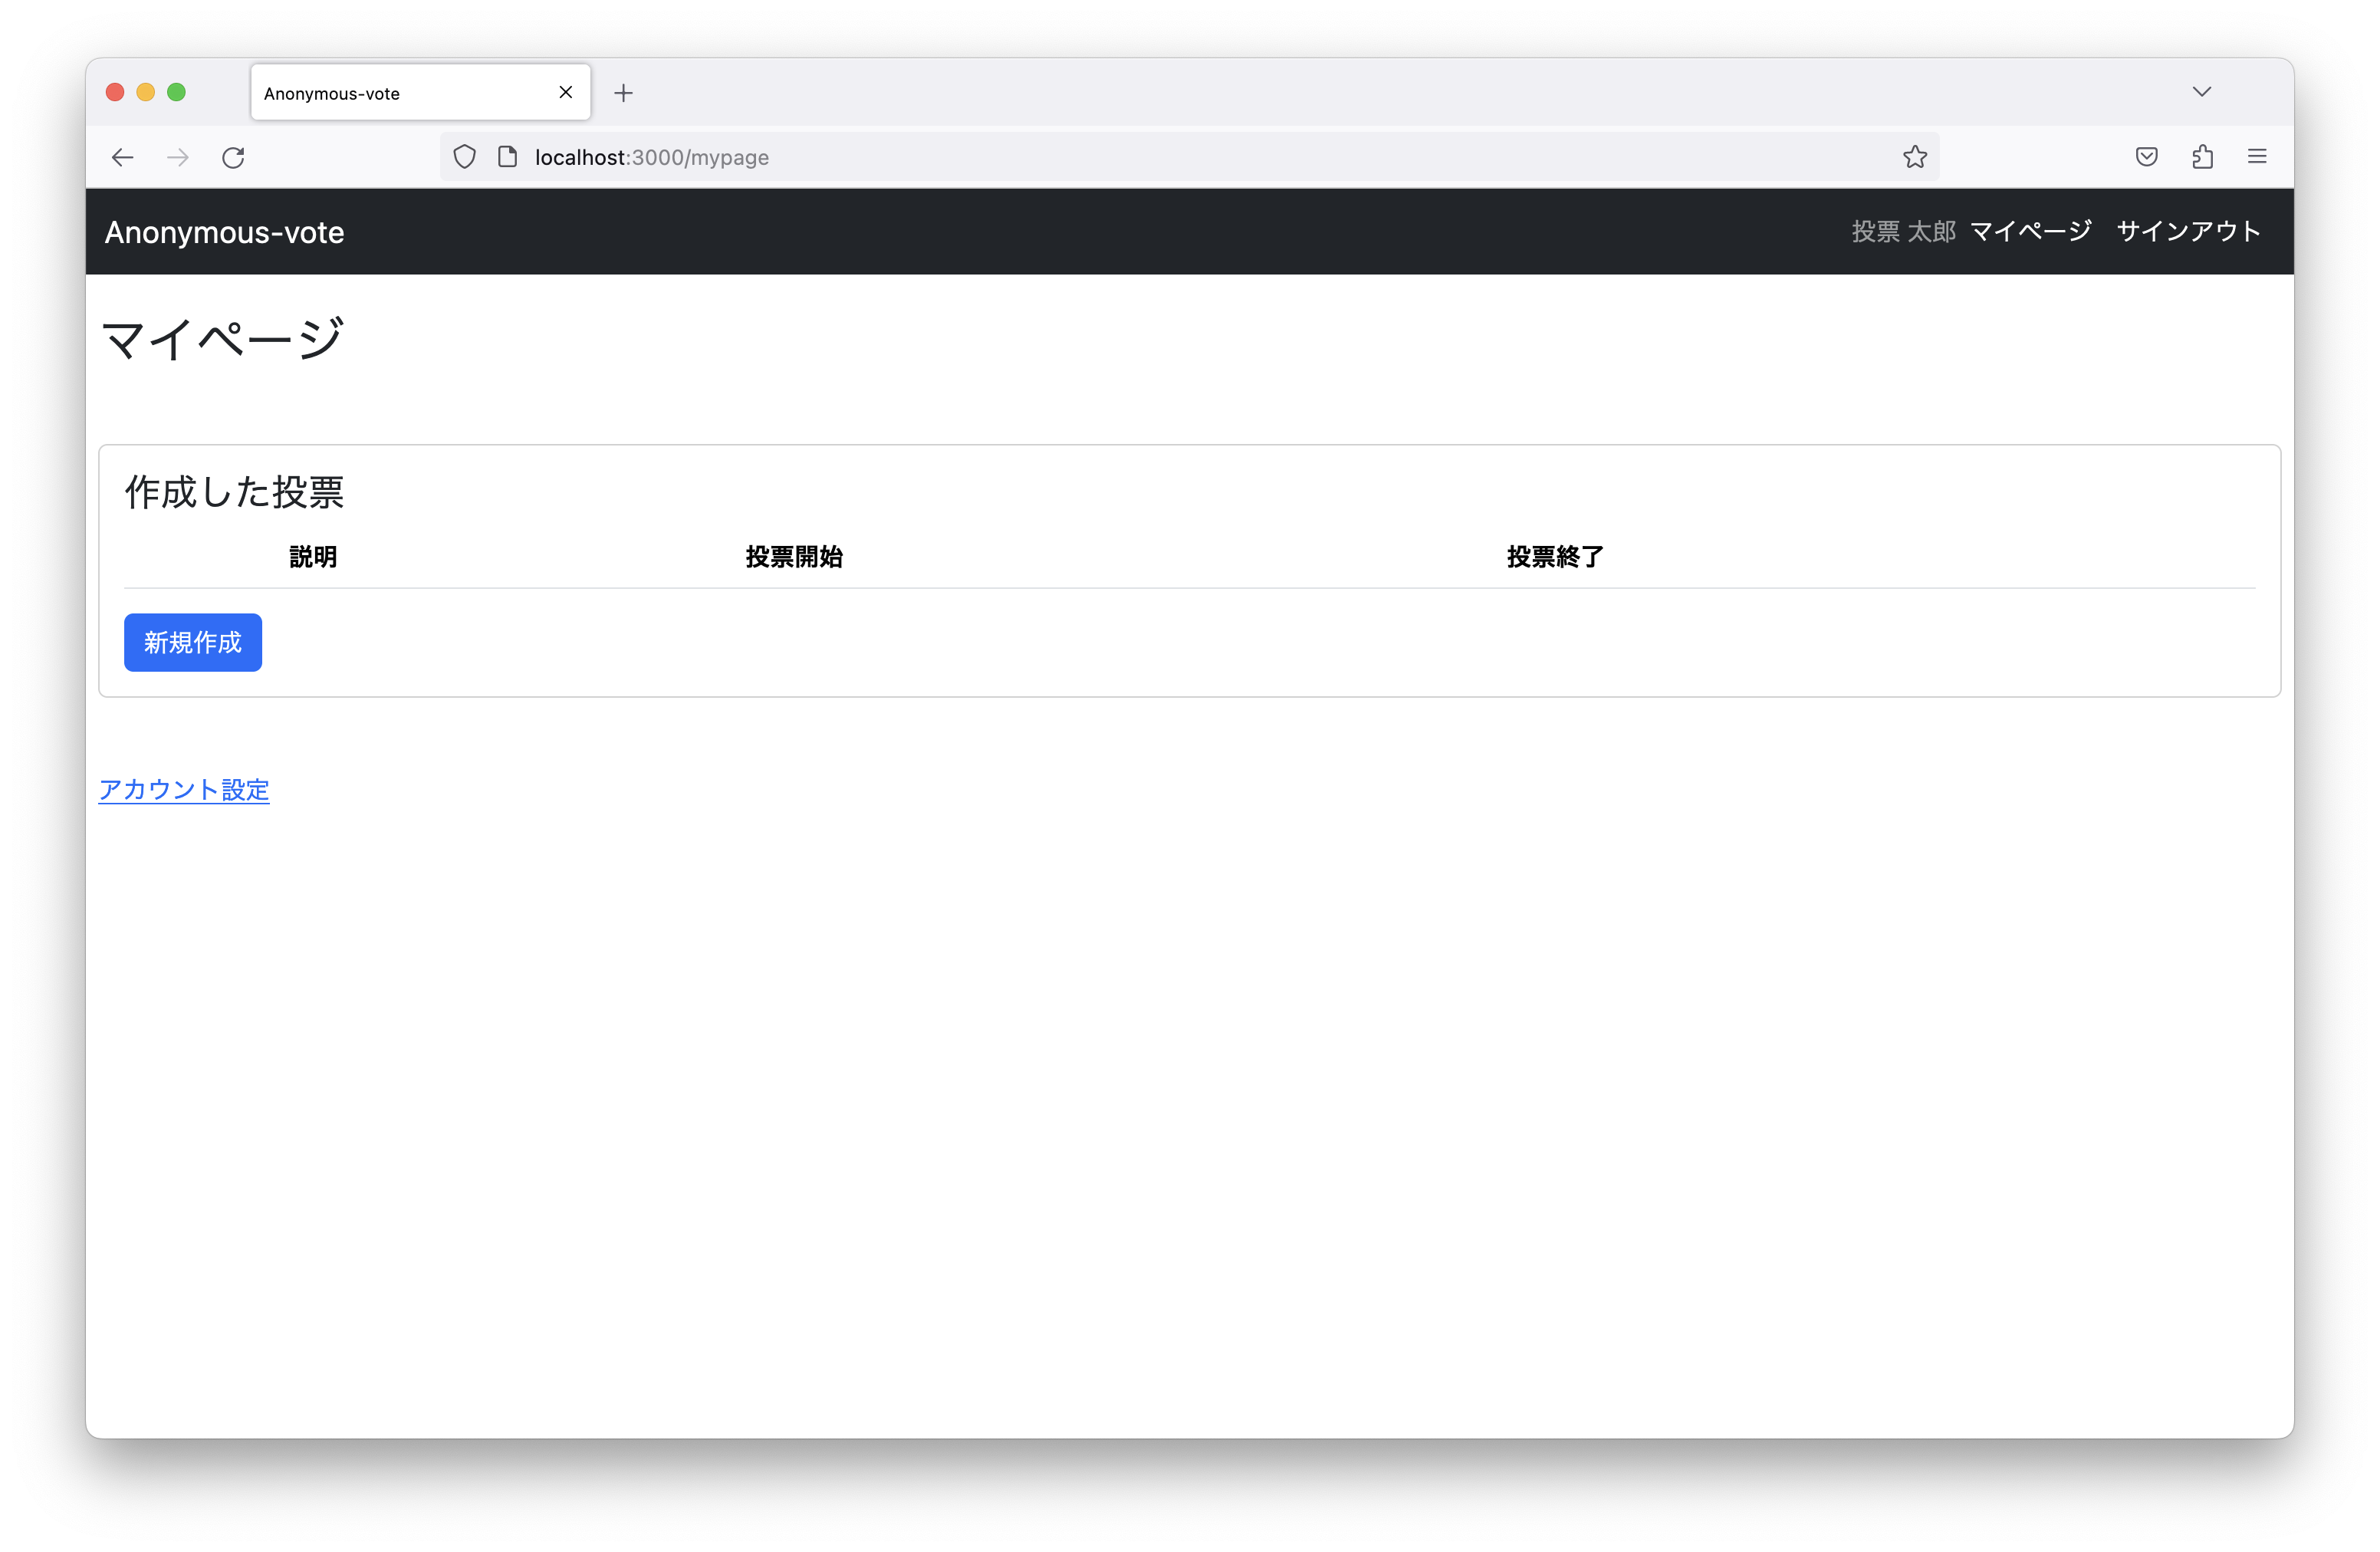 Anonymous-vote
localhost:3000/mypage
Anonymous-vote 投票 太郎 マイページ サインアウト
マイページ
作成した投票
説明 投票開始 投票終了
新規作成
アカウント設定